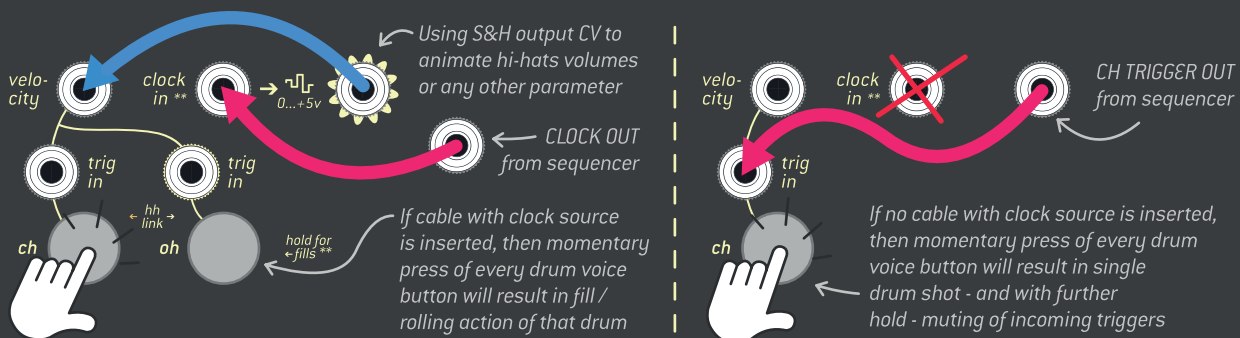 Using S&H output CV to
animate hi-hats volumes
or any other parameter
velo-
city
clock
in **
0...+5v
CLOCK OUT
from sequencer
trig
in
trig
in
hh
link
ch
oh
hold for
fills **
If cable with clock source
is inserted, then momentary
press of every drum voice
button will result in fill /
rolling action of that drum
velo-
city
clock
in **
CH TRIGGER OUT
from sequencer
trig
in
ch
If no cable with clock source is inserted,
then momentary press of every drum
voice button will result in single
drum shot - and with further
hold - muting of incoming triggers